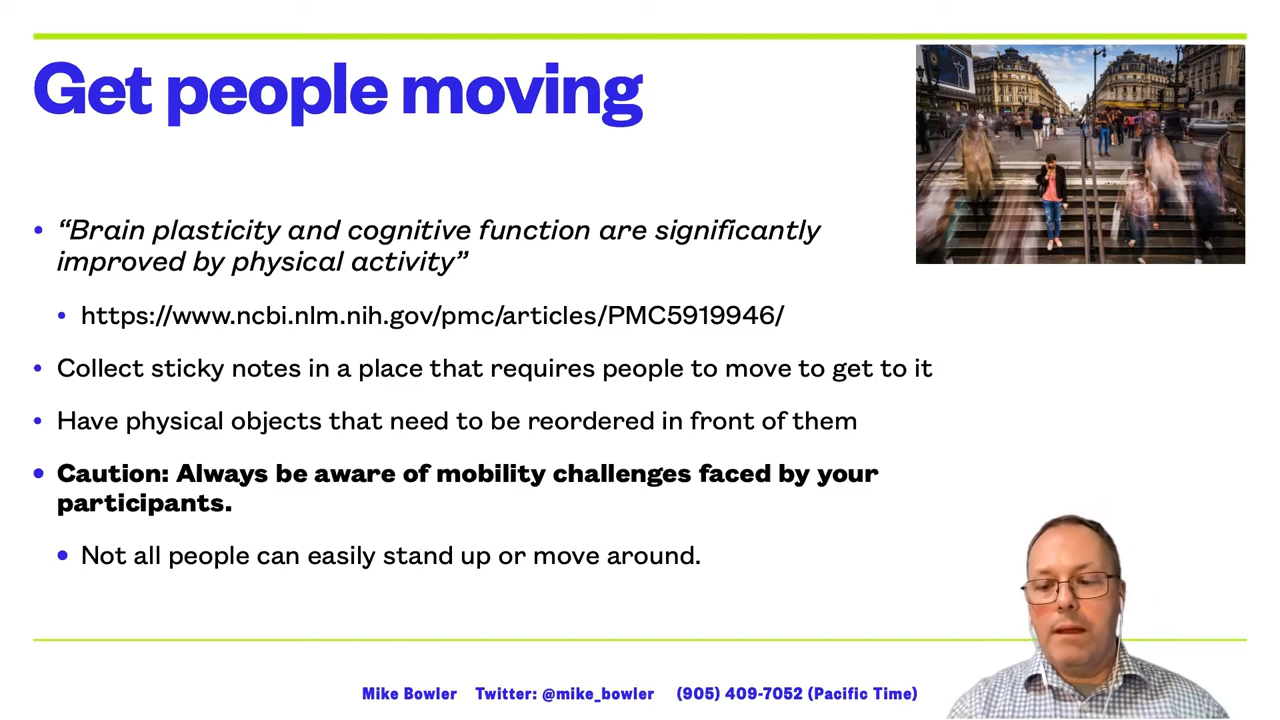 Get people moving
“Brain plasticity and cognitive function are significantly
improved by physical activity”
https://www.ncbi.nlm.nih.gov/pmc/articles/PMC5919946/
Collect sticky notes in a place that requires people to move to get to it
Have physical objects that need to be reordered in front of them
Caution: Always be aware of mobility challenges faced by your
participants.
Not all people can easily stand up or move around.
Mike Bowler Twitter: @mike_bowler (905) 409-7052 (Pacific Time)